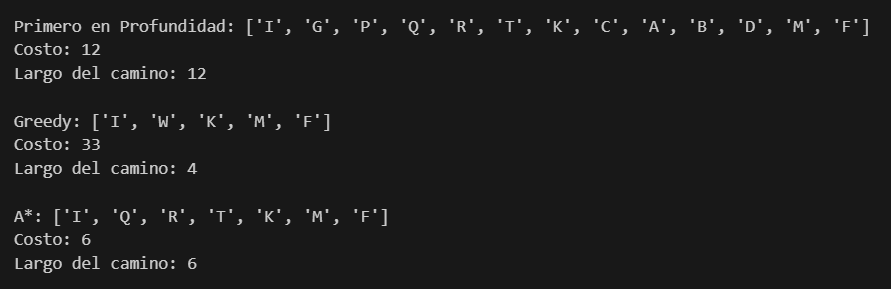 Primero en Profundidad: ['I', 'G', 'P', 'Q', 'R', 'T', 'K', 'C', 'A', 'B', 'D', 'M', 'F']
Costo: 12
Largo del camino: 12
Greedy: ['I', 'W', 'K', 'M', 'F']
Costo: 33
Largo del camino: 4
A*: ['I', 'Q', 'R', 'T', 'K', 'M', 'F']
Costo: 6
Largo del camino: 6